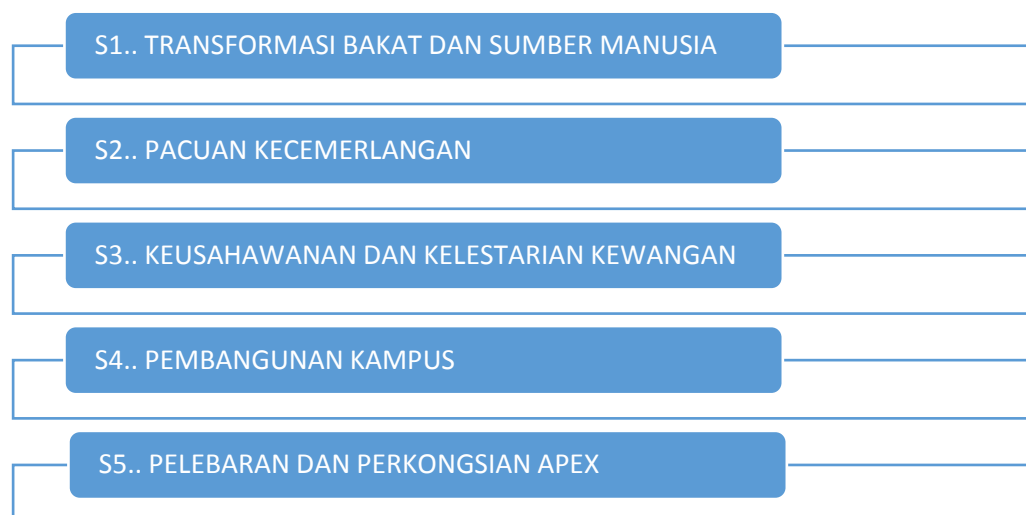 S1.. TRANSFORMASI BAKAT DAN SUMBER MANUSIA
S2.. PACUAN KECEMERLANGAN
S3.. KEUSAHAWANAN DAN KELESTARIAN KEWANGAN
S4.. PEMBANGUNAN KAMPUS
S5.. PELEBARAN DAN PERKONGSIAN APEX